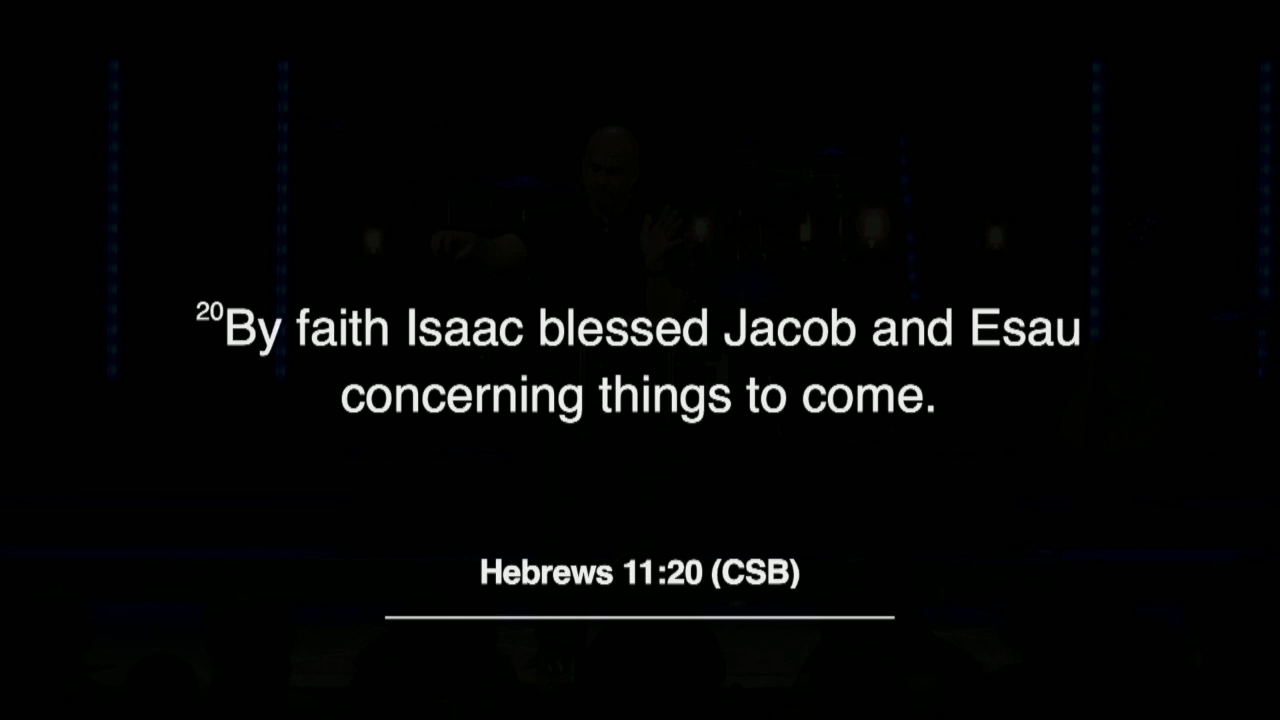 20By faith Isaac blessed Jacob and Esau
concerning things to come.
Hebrews 11:20 (CSB)